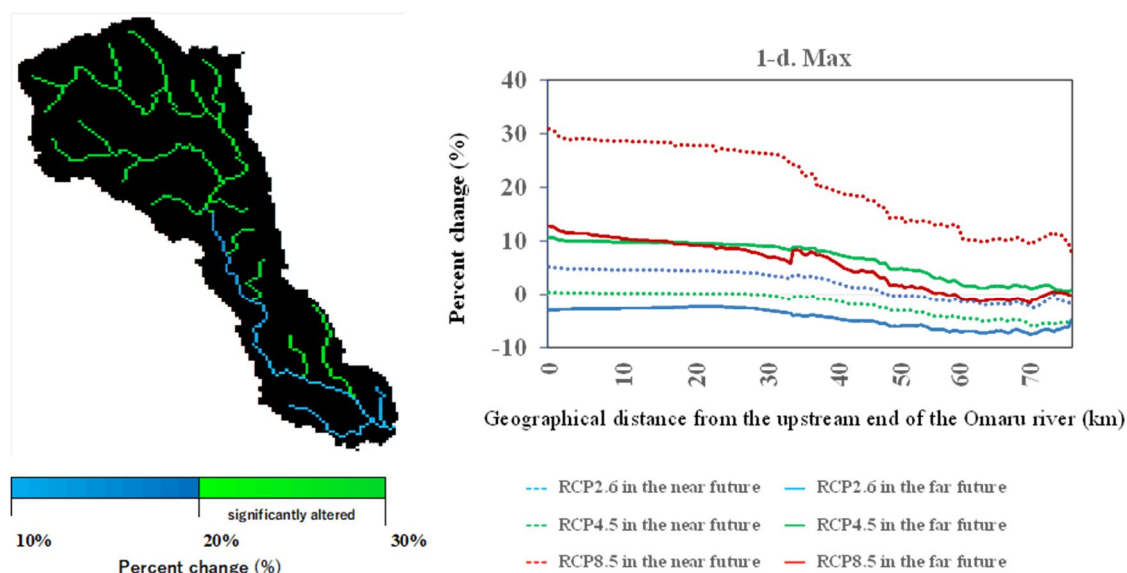 1-d. Max
40
30
20
10
0
-10
Percent change (%)
0 10 20 30 40 50 60 70
Geographical distance from the upstream end of the Omaru river (km)
significantly altered
10% 20% 30%
Percent change (%)
RCP2.6 in the near future RCP2.6 in the far future
RCP4.5 in the near future RCP4.5 in the far future
RCP8.5 in the near future RCP8.5 in the far future